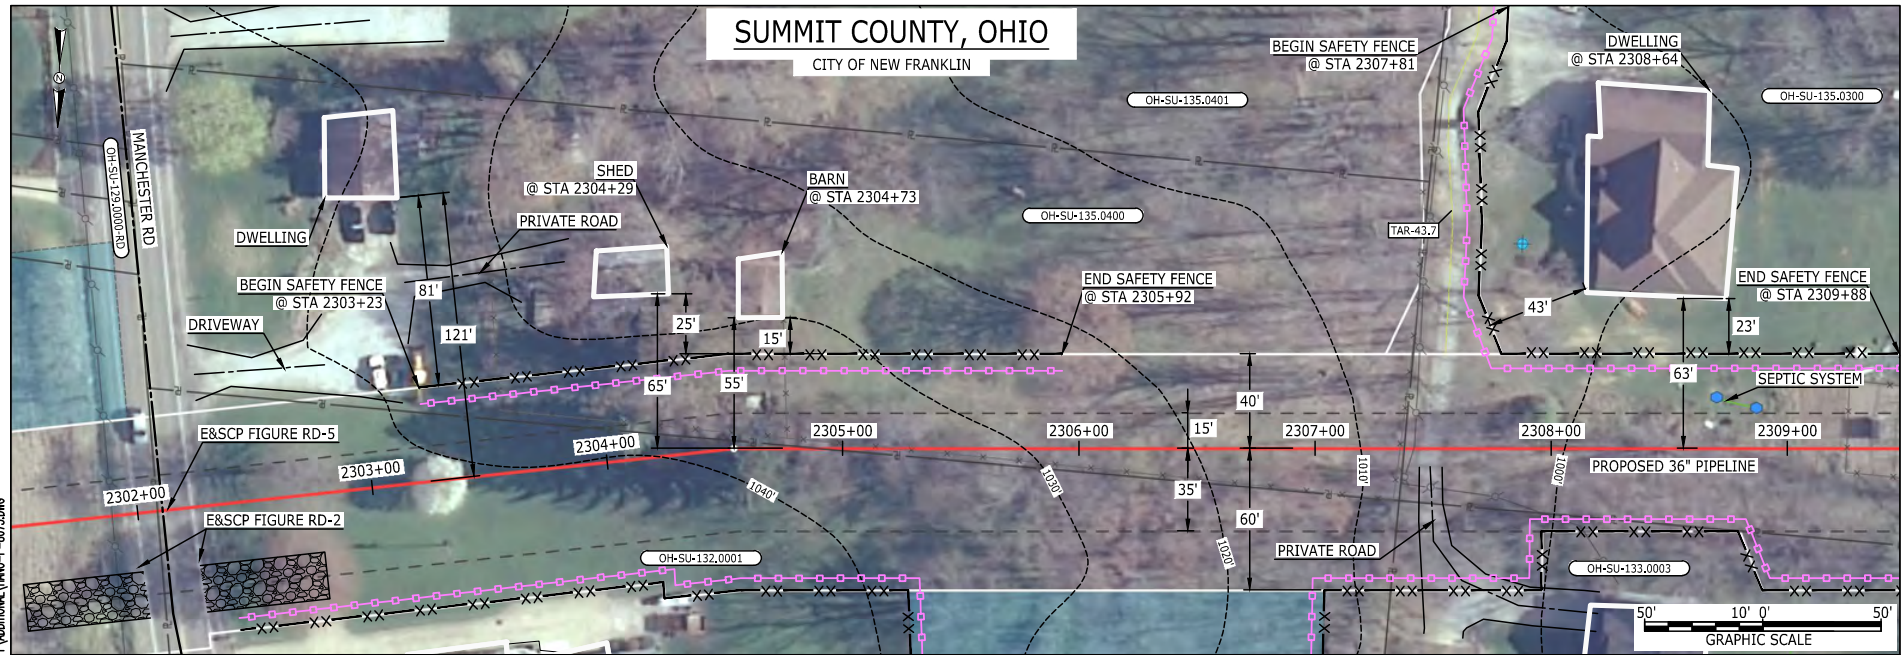 SUMMIT COUNTY, OHIO
CITY OF NEW FRANKLIN
BEGIN SAFETY FENCE
@ STA 2307+81
DWELLING
@ STA 2308+64
OH-SU-135.0401
OH-SU-135.0300
N
MANCHESTER RD
OH-SU-129.0000-RD
SHED
@ STA 2304+29
BARN
@ STA 2304+73
PRIVATE ROAD
OH-SU-135.0400
TAR-43.7
DWELLING
BEGIN SAFETY FENCE
@ STA 2303+23
81'
END SAFETY FENCE
@ STA 2305+92
END SAFETY FENCE
@ STA 2309+88
DRIVEWAY
121'
25'
15'
43'
23'
65'
55'
40'
63'
SEPTIC SYSTEM
15'
E&SCP FIGURE RD-5
2302+00
2303+00
2304+00
2305+00
2306+00
2307+00
2308+00
2309+00
PROPOSED 36" PIPELINE
1040'
1030'
1020'
1010'
1000'
35'
60'
E&SCP FIGURE RD-2
OH-SU-132.0001
PRIVATE ROAD
OH-SU-133.0003
50' 10' 0' 50'
GRAPHIC SCALE